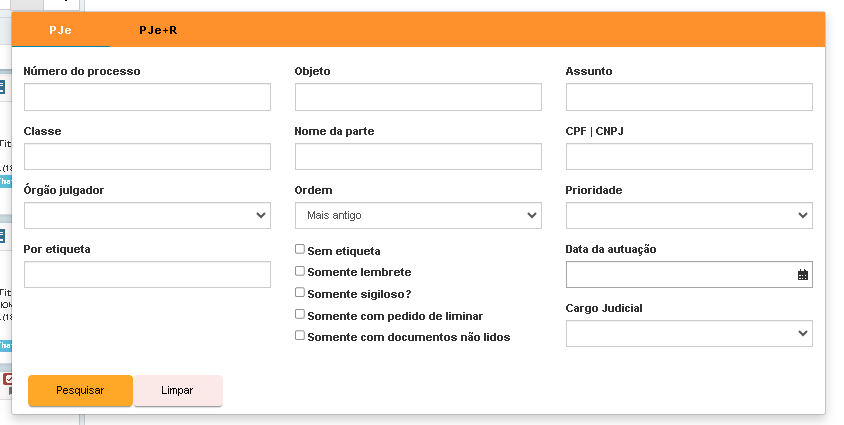 PJe PJe+R
Número do processo Objeto Assunto
Classe Nome da parte CPF | CNPJ
Órgão julgador Ordem Prioridade
Mais antigo
Por etiqueta Sem etiqueta Data da autuação
Somente lembrete
Somente sigiloso?
Somente com pedido de liminar Cargo Judicial
Somente com documentos não lidos
Pesquisar Limpar